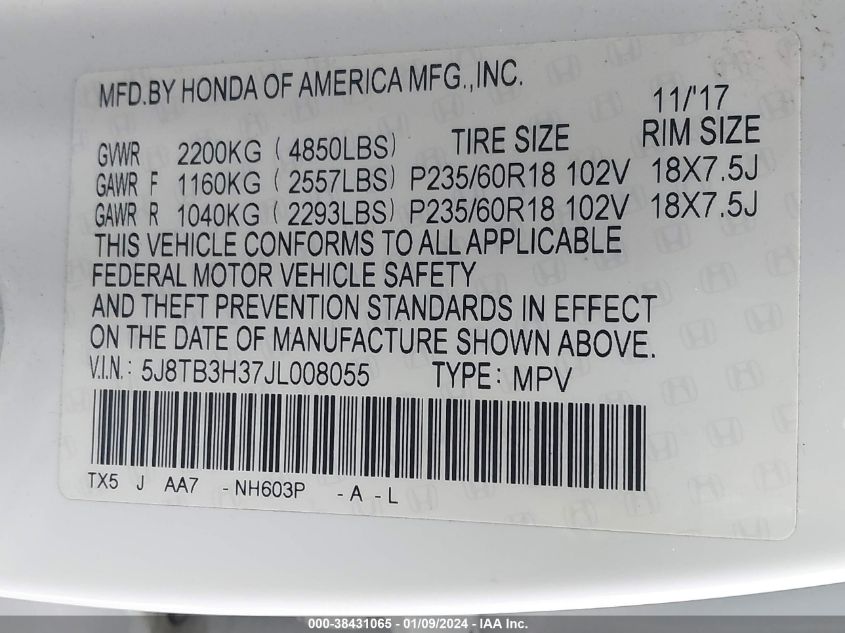 MFD.BY HONDA OF AMERICA MFG.,INC.
11/'17
GVWR 2200KG ( 4850LBS) TIRE SIZE RIM SIZE
GAWR F 1160KG ( 2557LBS) P235/60R18 102V 18X7.5J
GAWR R 1040KG ( 2293LBS) P235/60R18 102V 18X7.5J
THIS VEHICLE CONFORMS TO ALL APPLICABLE
FEDERAL MOTOR VEHICLE SAFETY
AND THEFT PREVENTION STANDARDS IN EFFECT
ON THE DATE OF MANUFACTURE SHOWN ABOVE.
V.I.N.: 5J8TB3H37JL008055 TYPE: MPV
TX5 J AA7 -NH603P -A -L
000-38431065 - 01/09/2024 - IAA Inc.